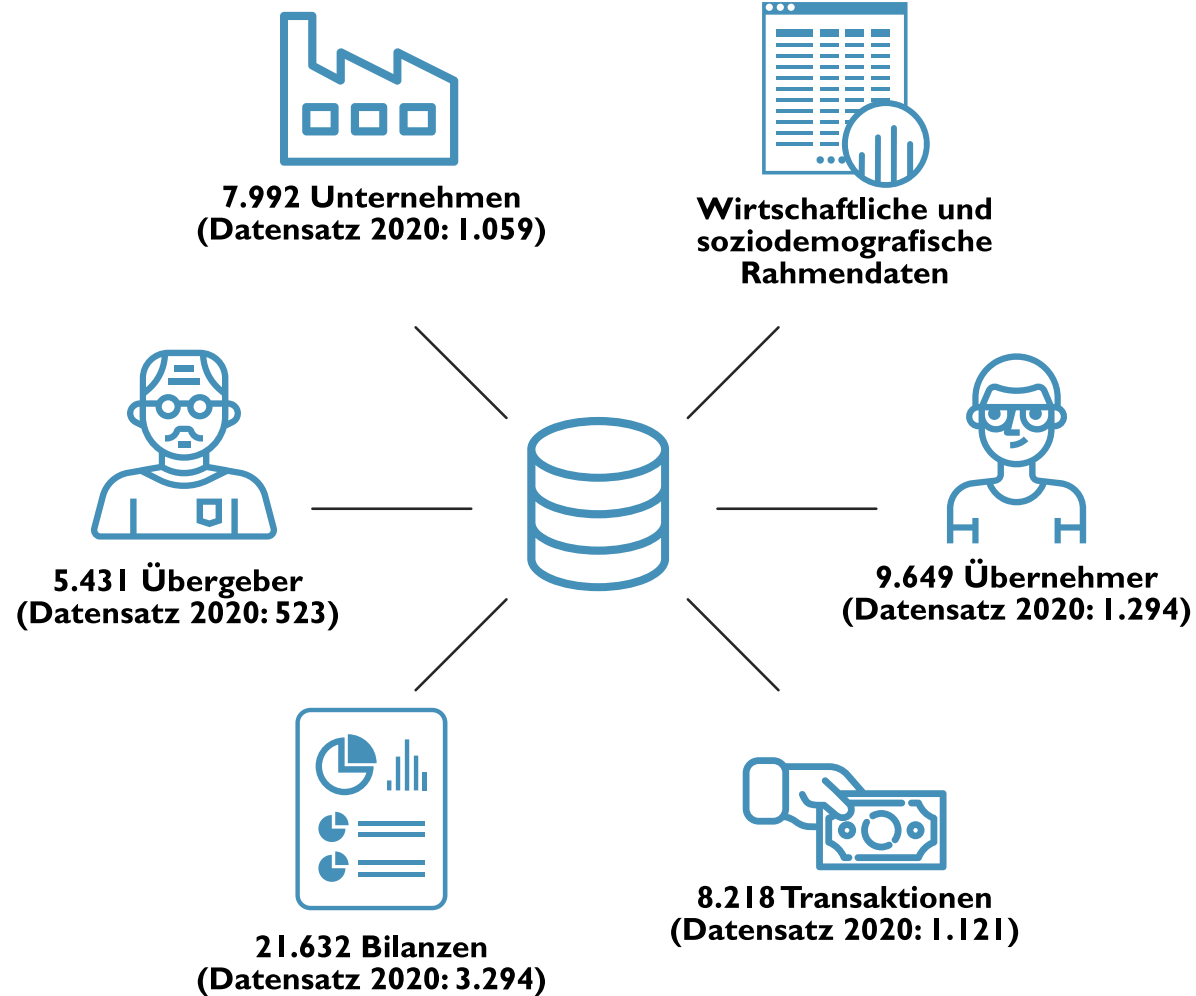 7.992 Unternehmen
(Datensatz 2020: 1.059)
Wirtschaftliche und
soziodemografische
Rahmendaten
5.431 Übergeber
(Datensatz 2020: 523)
9.649 Übernehmer
(Datensatz 2020: 1.294)
21.632 Bilanzen
(Datensatz 2020: 3.294)
8.218 Transaktionen
(Datensatz 2020: 1.121)